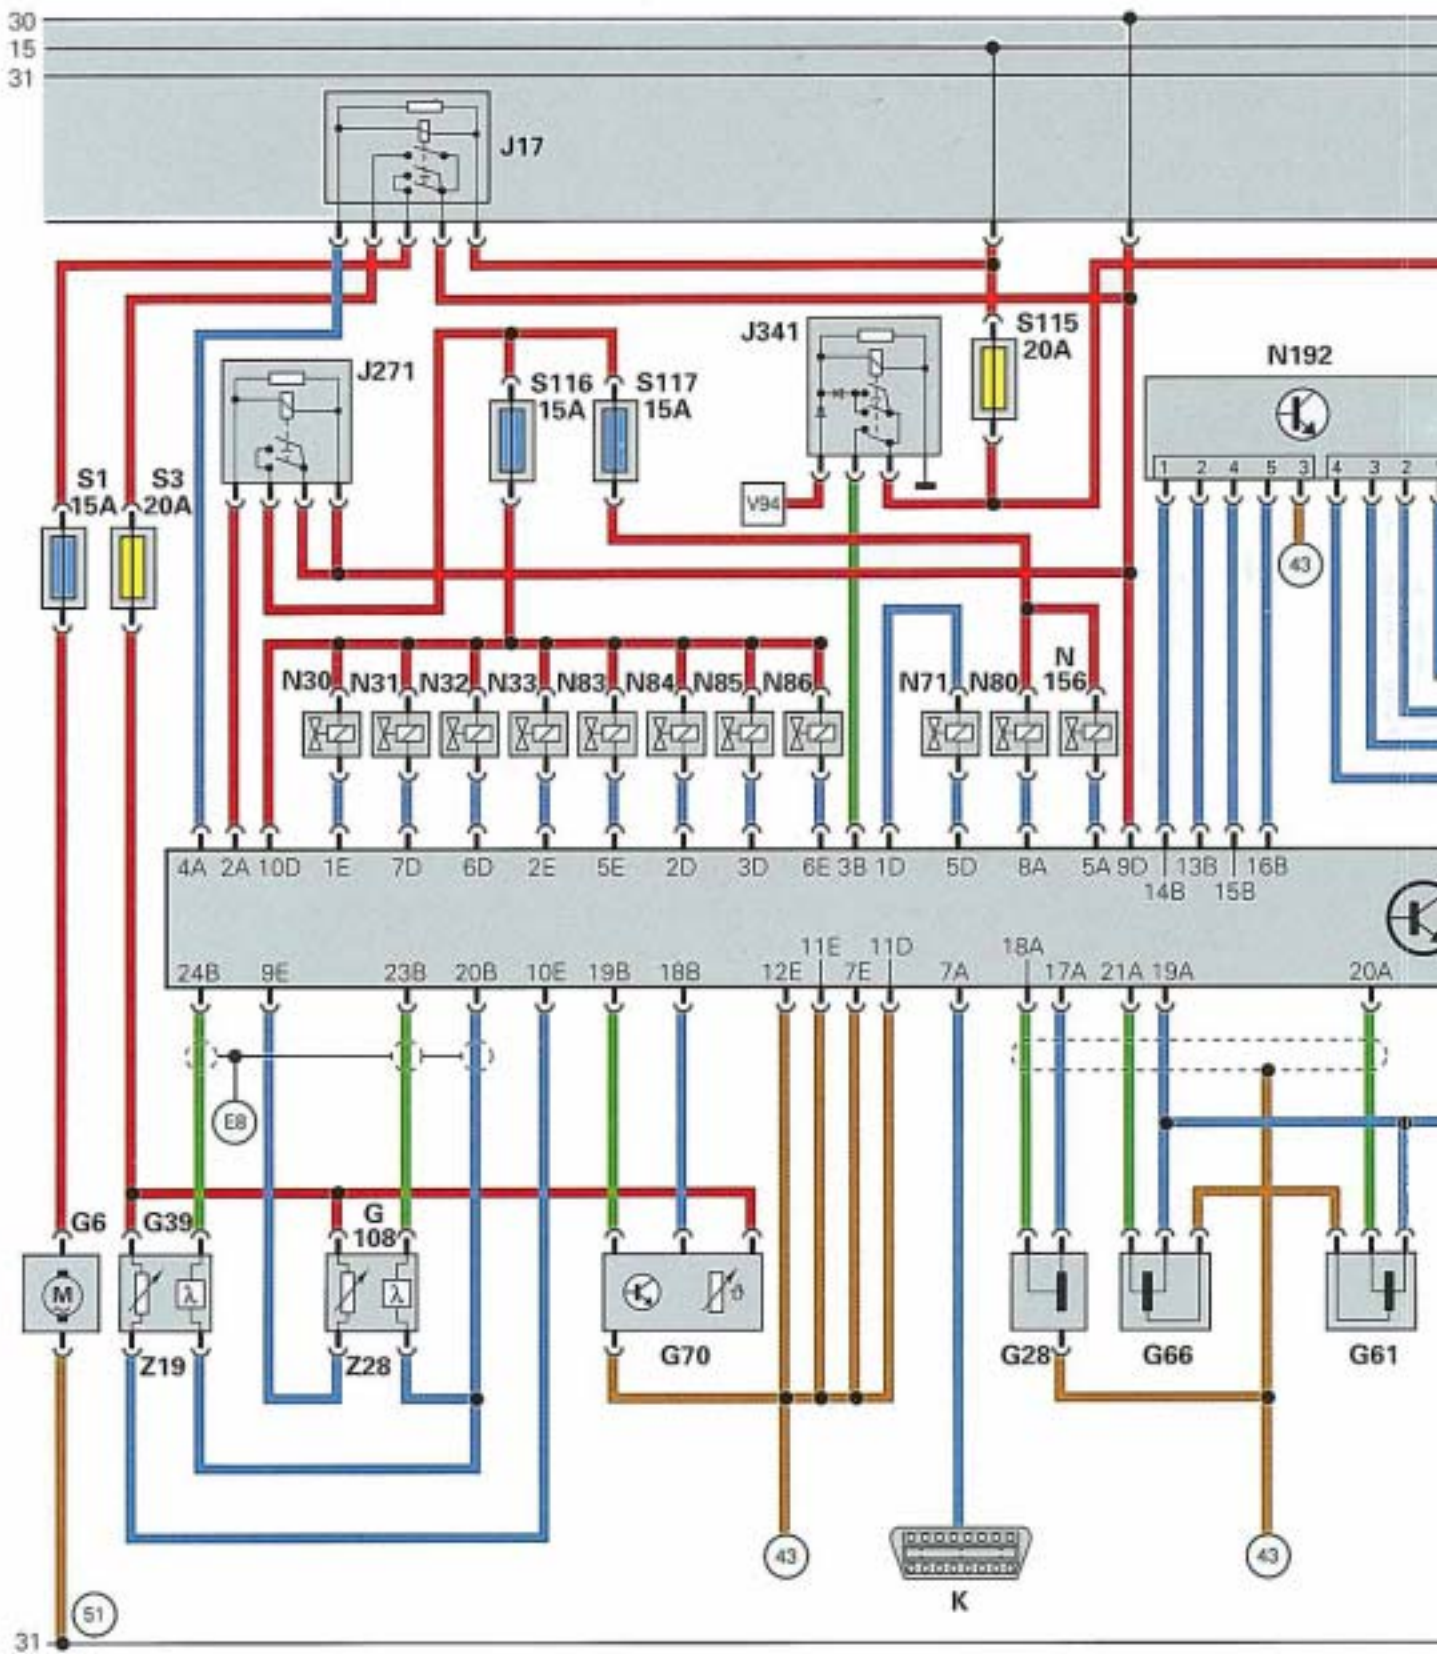 30
15
31
J17
J341
S115
20A
N192
J271
S116
15A
S117
15A
1 2 4 5 3 4 3 2
S1
15A
S3
20A
V94
43
N30 N31 N32 N33 N83 N84 N85 N86 N71 N80 N
156
4A 2A 10D 1E 7D 6D 2E 5E 2D 3D 6E 3B 1D 5D 8A 5A 9D 13B 16B
14B 15B
11E 11D 18A
24B 9E 23B 20B 10E 19B 18B 12E 7E 7A 17A 21A 19A 20A
E8
G6 G39 G
108
M λ λ ϑ
Z19 Z28 G70 G28 G66 G61
43 43
K
51
31